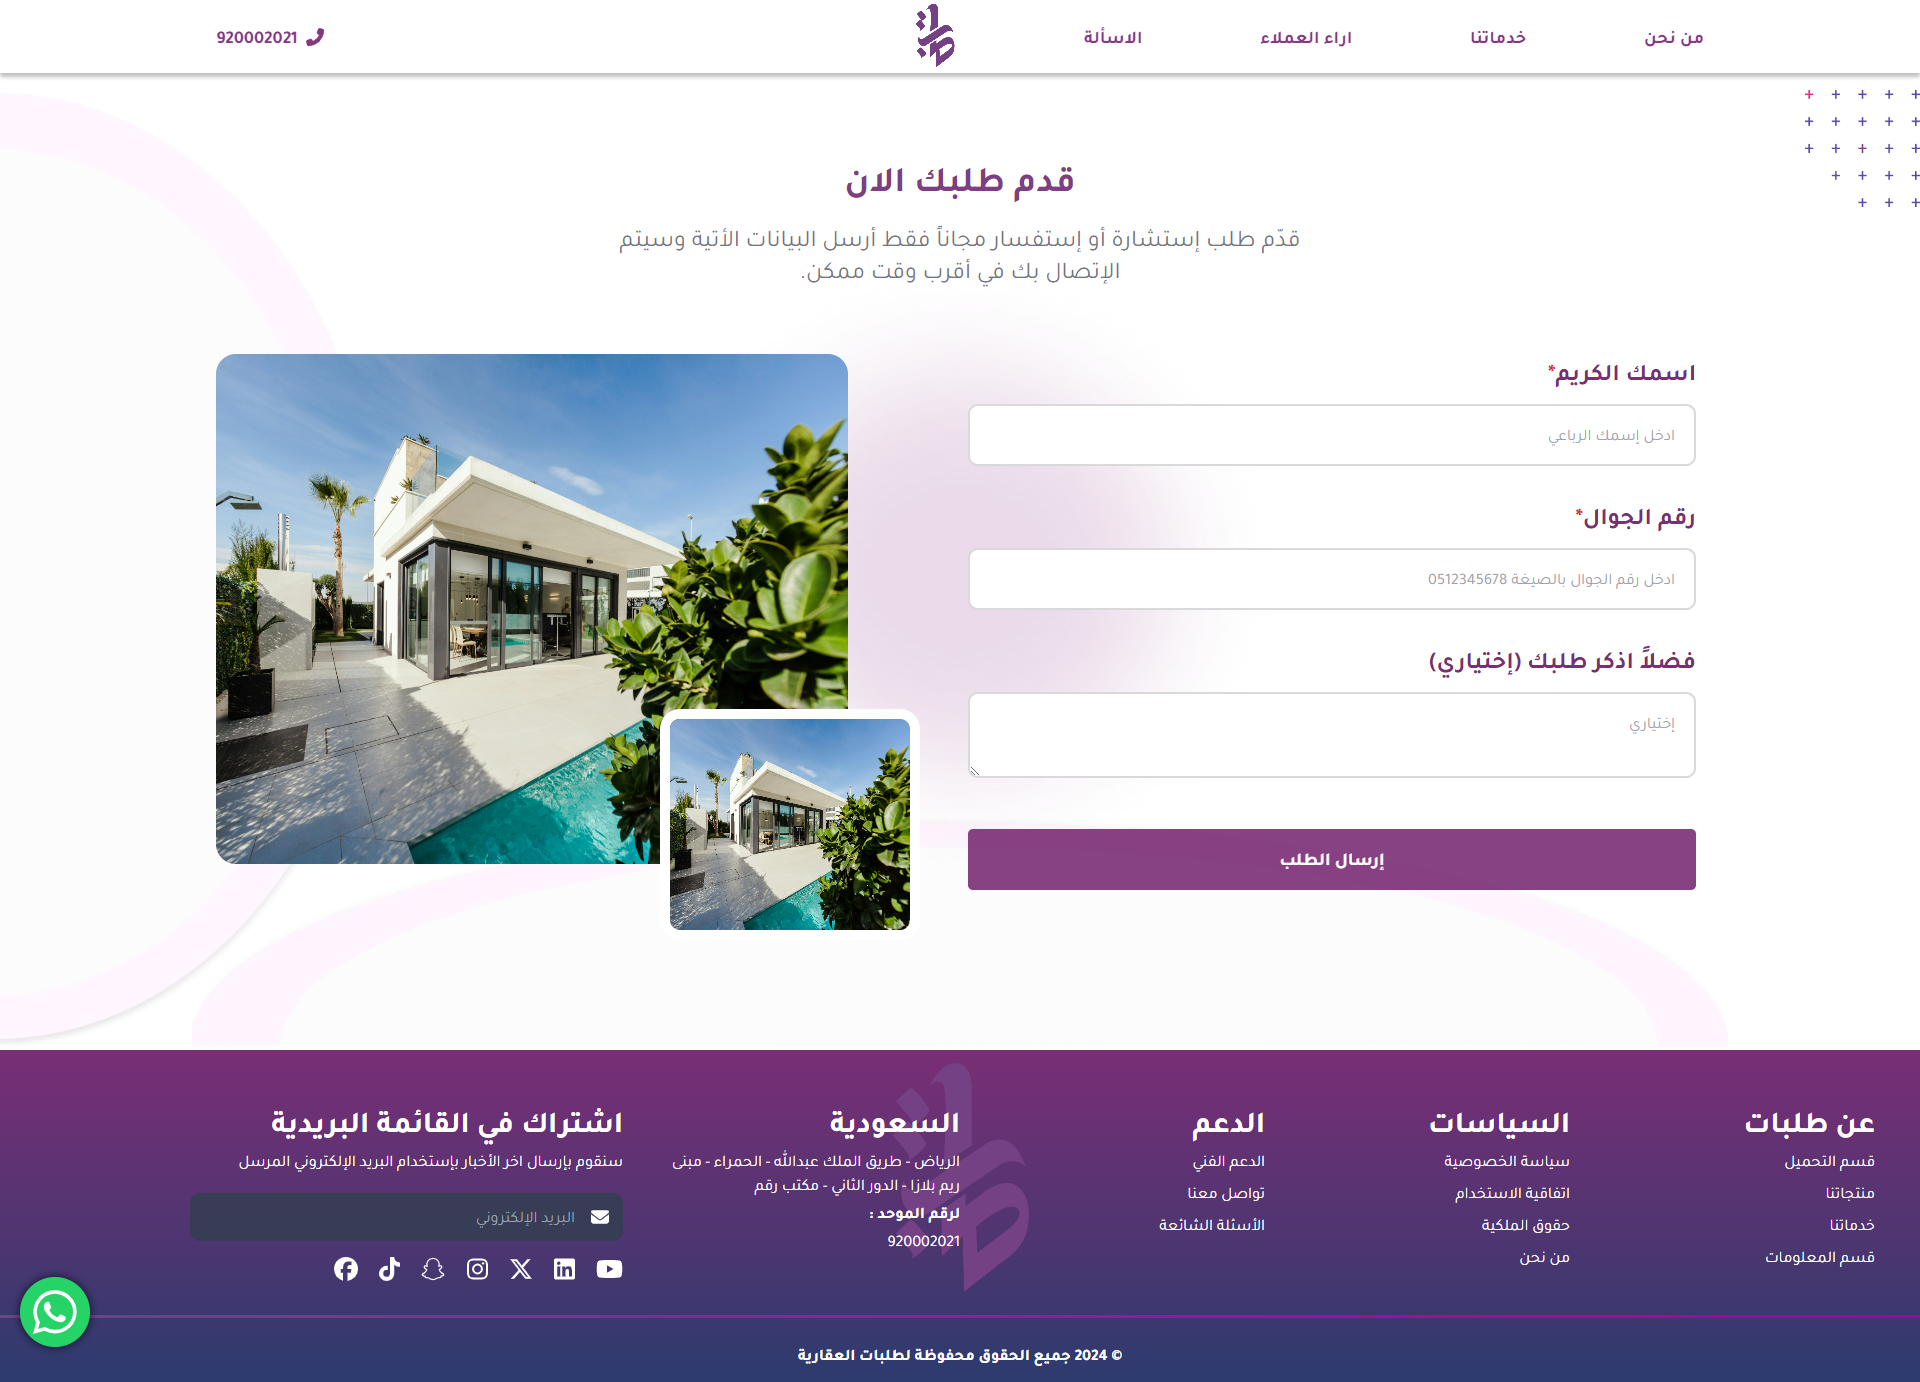 من نحن
خدماتنا
اراء العملاء
الاسألة
920002021
قدم طلبك الان
قدّم طلب إستشارة أو إستفسار مجاناً فقط أرسل البيانات الأتية وسيتم
الإتصال بك في أقرب وقت ممكن.
اسمك الكريم*
ادخل إسمك الرباعي
رقم الجوال*
ادخل رقم الجوال بالصيغة 0512345678
فضلاً اذكر طلبك (إختياري)
إختياري
إرسال الطلب
عن طلبات
قسم التحميل
منتجاتنا
خدماتنا
قسم المعلومات
السياسات
سياسة الخصوصية
اتفاقية الاستخدام
حقوق الملكية
من نحن
الدعم
الدعم الفني
تواصل معنا
الأسئلة الشائعة
السعودية
الرياض - طريق الملك عبدالله - الحمراء - مبنى
ريم بلازا - الدور الثاني - مكتب رقم
لرقم الموحد :
920002021
اشتراك في القائمة البريدية
سنقوم بإرسال اخر الأخبار بإستخدام البريد الإلكتروني المرسل
البريد الإلكتروني
© 2024 جميع الحقوق محفوظة لطلبات العقارية